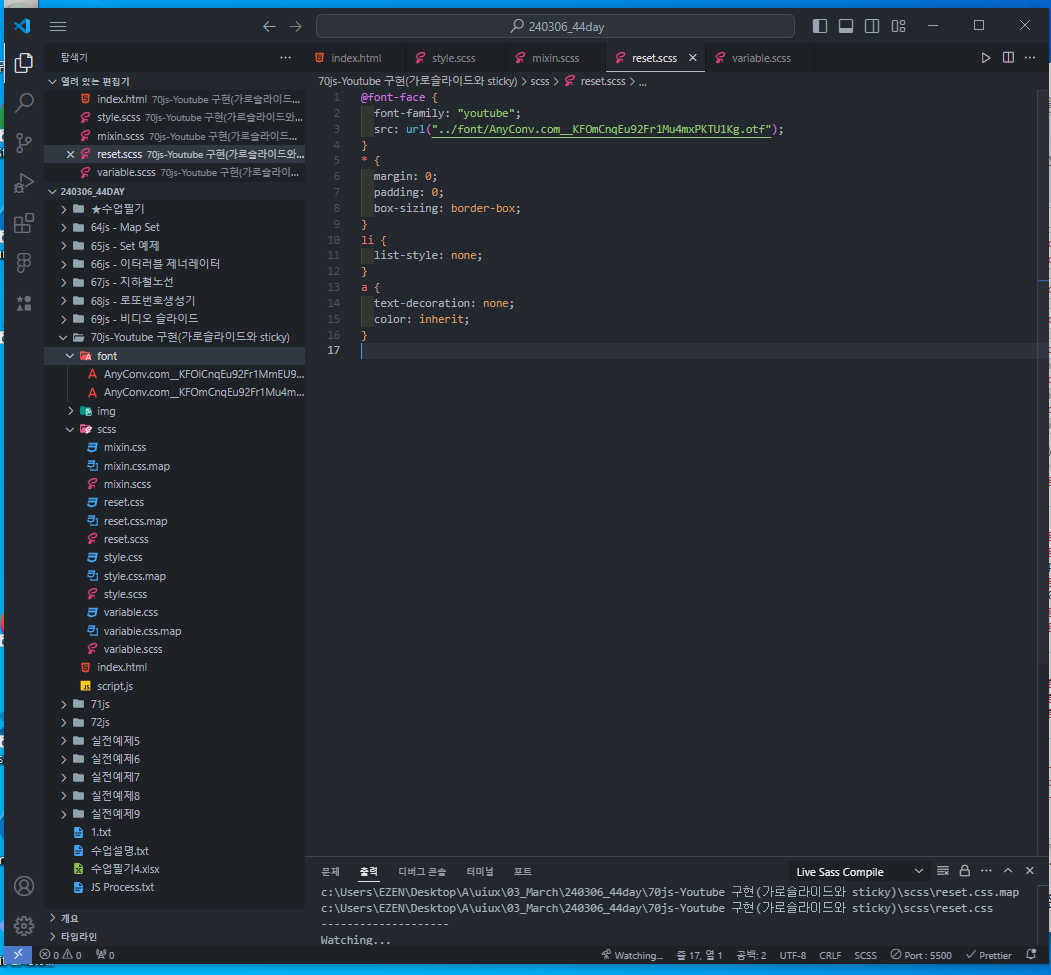 240306_44day
탐색기
index.html
style.scss
mixin.scss
reset.scss
variable.scss
열려 있는 편집기
index.html 70js-Youtube 구현(가로슬라이드...
style.scss 70js-Youtube 구현(가로슬라이드와...
mixin.scss 70js-Youtube 구현(가로슬라이드...
reset.scss 70js-Youtube 구현(가로슬라이드와...
variable.scss 70js-Youtube 구현(가로슬라이...
240306_44DAY
★수업필기
64js - Map Set
65js - Set 예제
66js - 이터러블 제너레이터
67js - 지하철노선
68js - 로또번호생성기
69js - 비디오 슬라이드
70js-Youtube 구현(가로슬라이드와 sticky)
font
AnyConv.com__KFOlCnqEu92Fr1MmEU9...
AnyConv.com__KFOmCnqEu92Fr1Mu4m...
img
scss
mixin.css
mixin.css.map
mixin.scss
reset.css
reset.css.map
reset.scss
style.css
style.css.map
style.scss
variable.css
variable.css.map
variable.scss
index.html
script.js
71js
72js
실전예제5
실전예제6
실전예제7
실전예제8
실전예제9
1.txt
수업설명.txt
수업필기4.xlsx
JS Process.txt
개요
타임라인
70js-Youtube 구현(가로슬라이드와 sticky) > scss > reset.scss > ...
1 @font-face {
2 font-family: "youtube";
3 src: url("../font/AnyConv.com__KFOmCnqEu92Fr1Mu4mxPKTU1Kg.otf");
4 }
5 * {
6 margin: 0;
7 padding: 0;
8 box-sizing: border-box;
9 }
10 li {
11 list-style: none;
12 }
13 a {
14 text-decoration: none;
15 color: inherit;
16 }
17
문제 출력 디버그 콘솔 터미널 포트
Live Sass Compile
c:\Users\EZEN\Desktop\A\uiux\03_March\240306_44day\70js-Youtube 구현(가로슬라이드와 sticky)\scss\reset.css.map
c:\Users\EZEN\Desktop\A\uiux\03_March\240306_44day\70js-Youtube 구현(가로슬라이드와 sticky)\scss\reset.css
--------------------
Watching...
0 0 0 Watching... 줄 17, 열 1 공백: 2 UTF-8 CRLF SCSS Port : 5500 Prettier